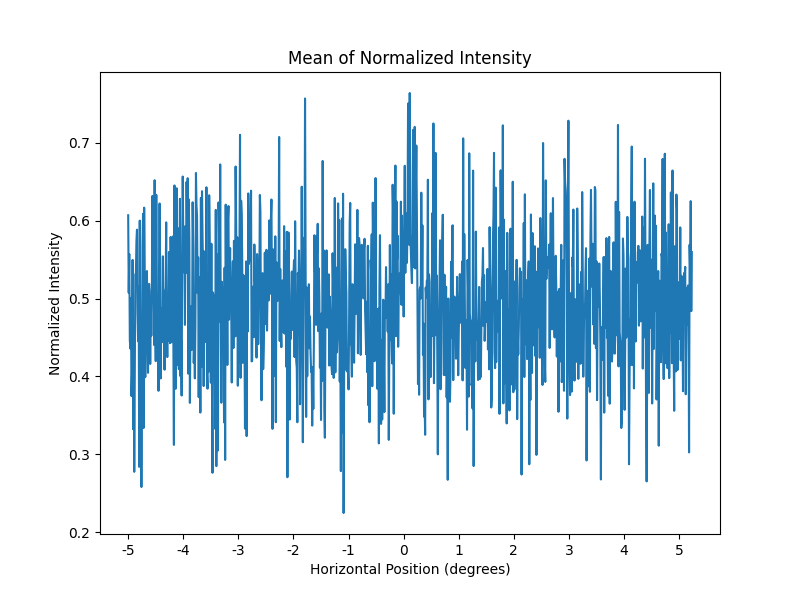 Mean of Normalized Intensity
Normalized Intensity
0.7
0.6
0.5
0.4
0.3
0.2
-5 -4 -3 -2 -1 0 1 2 3 4 5
Horizontal Position (degrees)